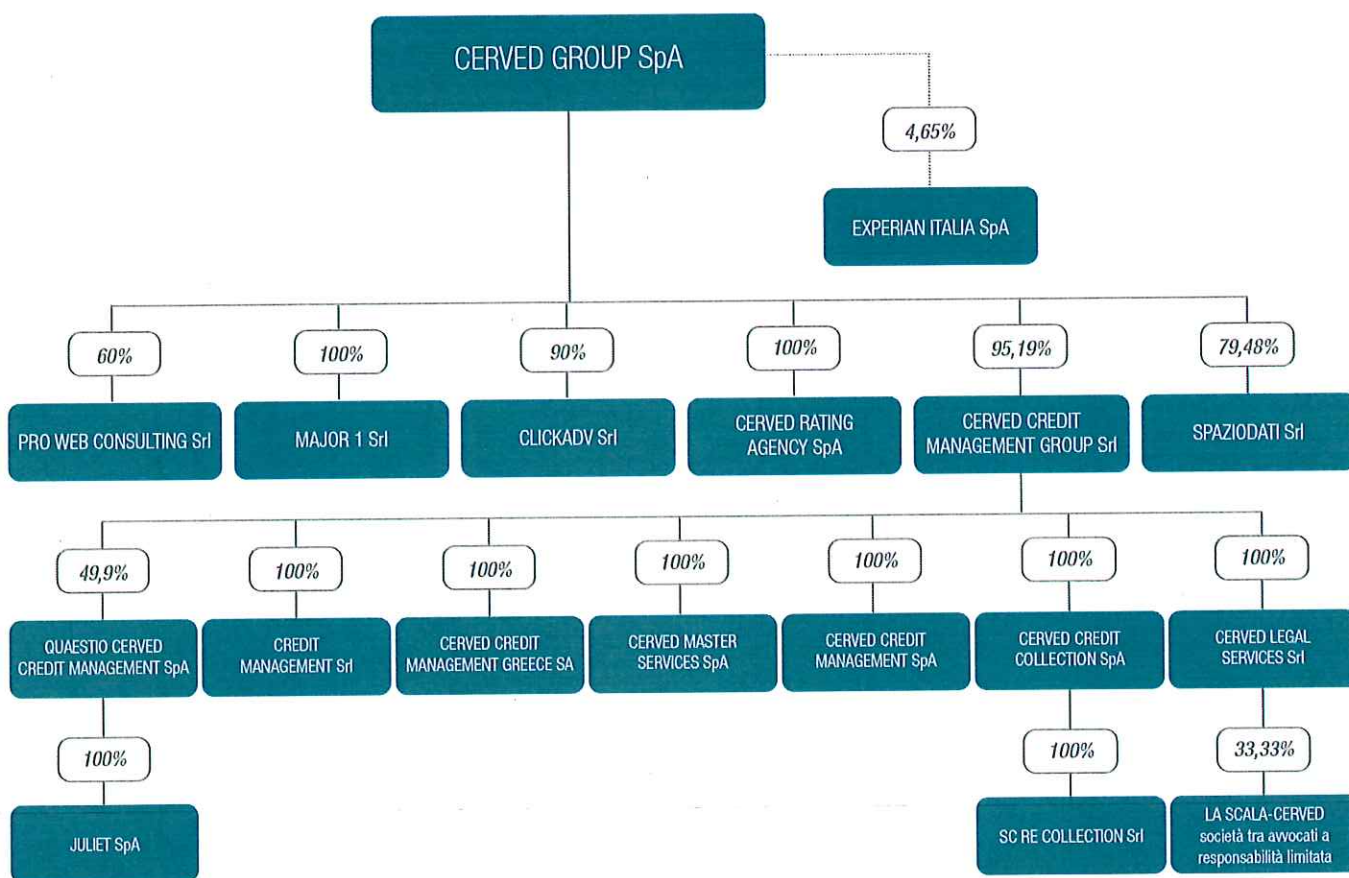 CERVED GROUP SpA
4,65%
EXPERIAN ITALIA SpA
60%
100%
90%
100%
95,19%
79,48%
PRO WEB CONSULTING Srl
MAJOR 1 Srl
CLICKADV Srl
CERVED RATING
AGENCY SpA
CERVED CREDIT
MANAGEMENT GROUP Srl
SPAZIODATI Srl
49,9%
100%
100%
100%
100%
100%
100%
QUAESTIO CERVED
CREDIT MANAGEMENT SpA
CREDIT
MANAGEMENT Srl
CERVED CREDIT
MANAGEMENT GREECE SA
CERVED MASTER
SERVICES SpA
CERVED CREDIT
MANAGEMENT SpA
CERVED CREDIT
COLLECTION SpA
CERVED LEGAL
SERVICES Srl
100%
100%
33,33%
JULIET SpA
SC RE COLLECTION Srl
LA SCALA-CERVED
società tra avvocati a
responsabilità limitata